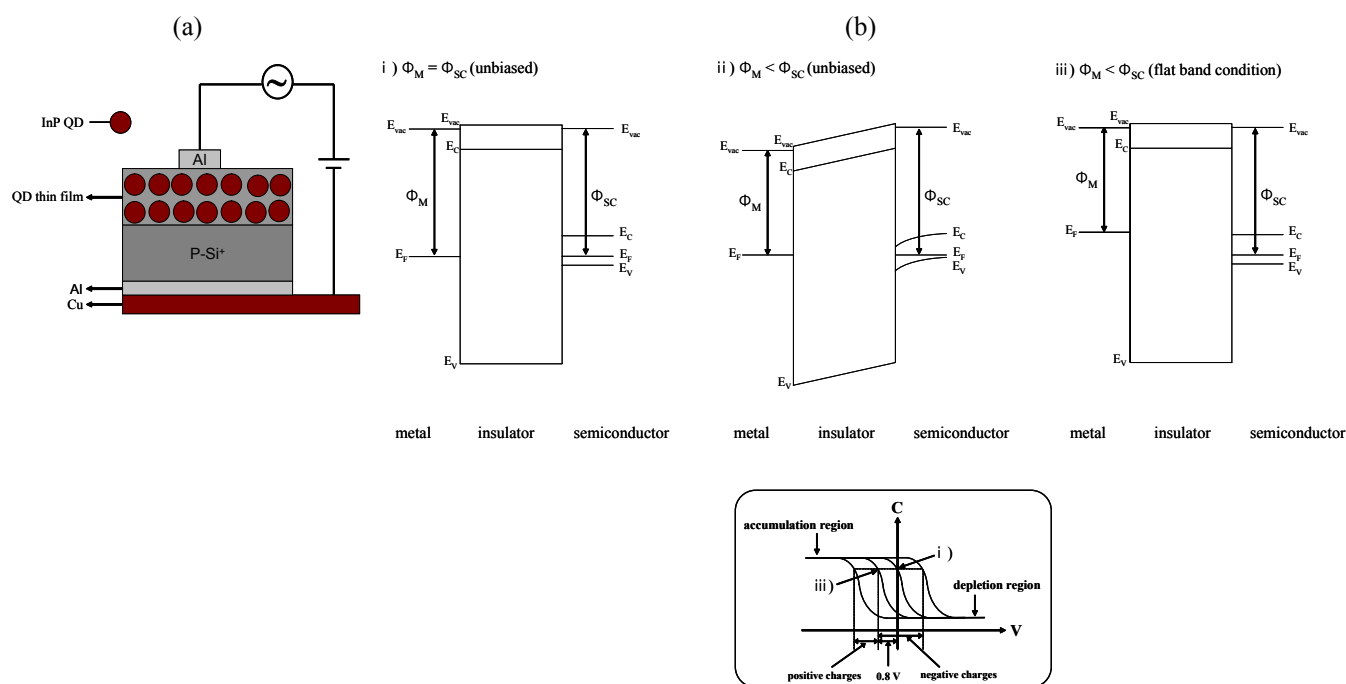 (a)
(b)
InP QD
Al
QD thin film
P-Si⁺
Al
Cu
i ) Φ_M = Φ_SC (unbiased)
E_vac
E_vac
E_vac
E_C
Φ_M
Φ_SC
E_C
E_F
E_F
E_V
E_V
metal
insulator
semiconductor
ii ) Φ_M < Φ_SC (unbiased)
E_vac
E_vac
E_vac
E_C
Φ_M
Φ_SC
E_C
E_F
E_F
E_V
E_V
metal
insulator
semiconductor
iii ) Φ_M < Φ_SC (flat band condition)
E_vac
E_vac
E_vac
E_C
Φ_M
Φ_SC
E_F
E_C
E_F
E_V
E_V
metal
insulator
semiconductor
C
accumulation region
i )
iii)
depletion region
V
positive charges
0.8 V
negative charges